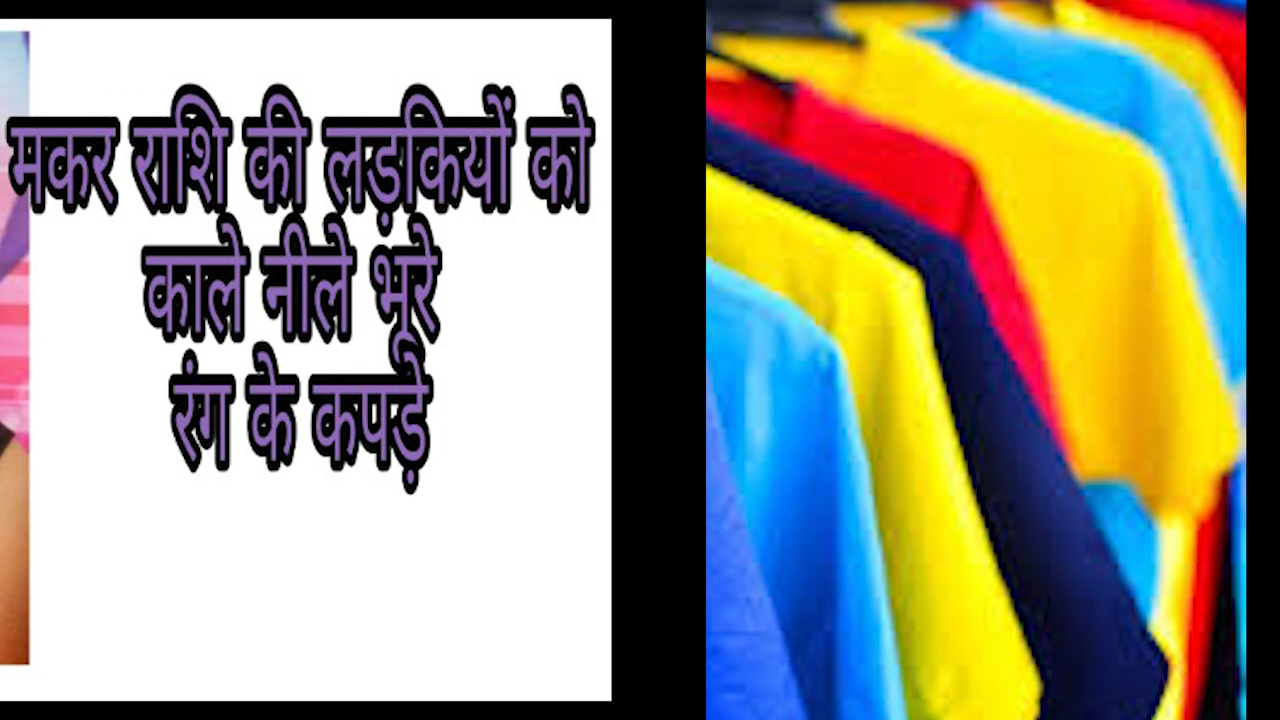 मकर राशि की लड़कियों को
काले नीले भूरे
रंग के कपड़े